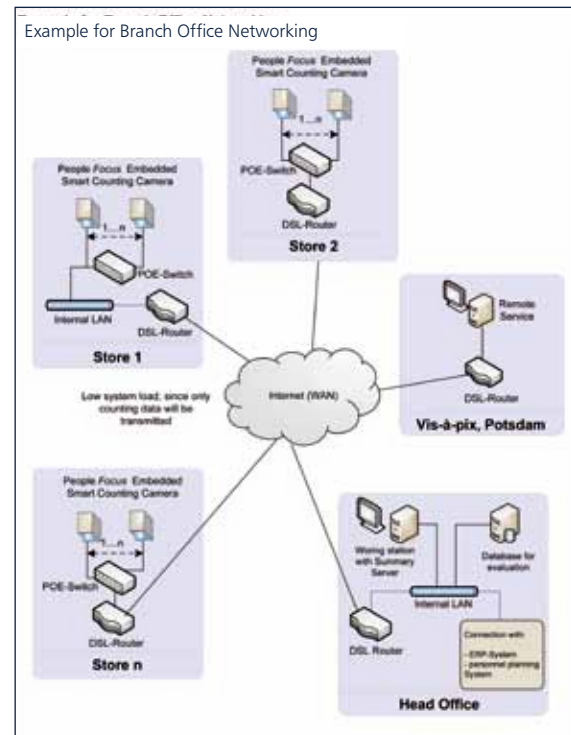 Example for Branch Office Networking
People Focus Embedded
Smart Counting Camera
1....n
POE-Switch
DSL-Router
Store 2
People Focus Embedded
Smart Counting Camera
1....n
POE-Switch
Internal LAN
DSL-Router
Store 1
Remote
Service
DSL-Router
Vis-à-pix, Potsdam
Low system load, since only
counting data will be
transmitted
Internet (WAN)
People Focus Embedded
Smart Counting Camera
1....n
POE-Switch
DSL-Router
Store n
Woring station
with Summary
Server
Database for
evaluation
Internal LAN
DSL Router
Connection with
- ERP-System
- personnel planning
System
Head Office